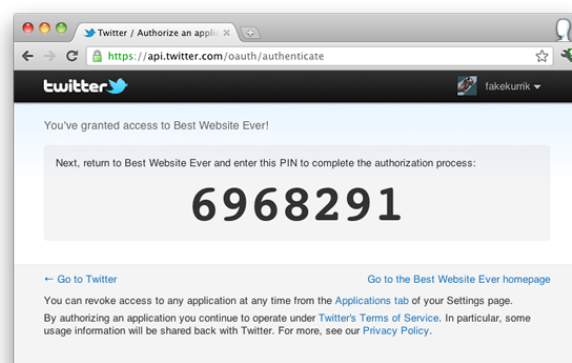 Twitter / Authorize an applic
https://api.twitter.com/oauth/authenticate
twitter
fakekurrik
You've granted access to Best Website Ever!
Next, return to Best Website Ever and enter this PIN to complete the authorization process:
6968291
← Go to Twitter
Go to the Best Website Ever homepage
You can revoke access to any application at any time from the Applications tab of your Settings page.
By authorizing an application you continue to operate under Twitter's Terms of Service. In particular, some
usage information will be shared back with Twitter. For more, see our Privacy Policy.